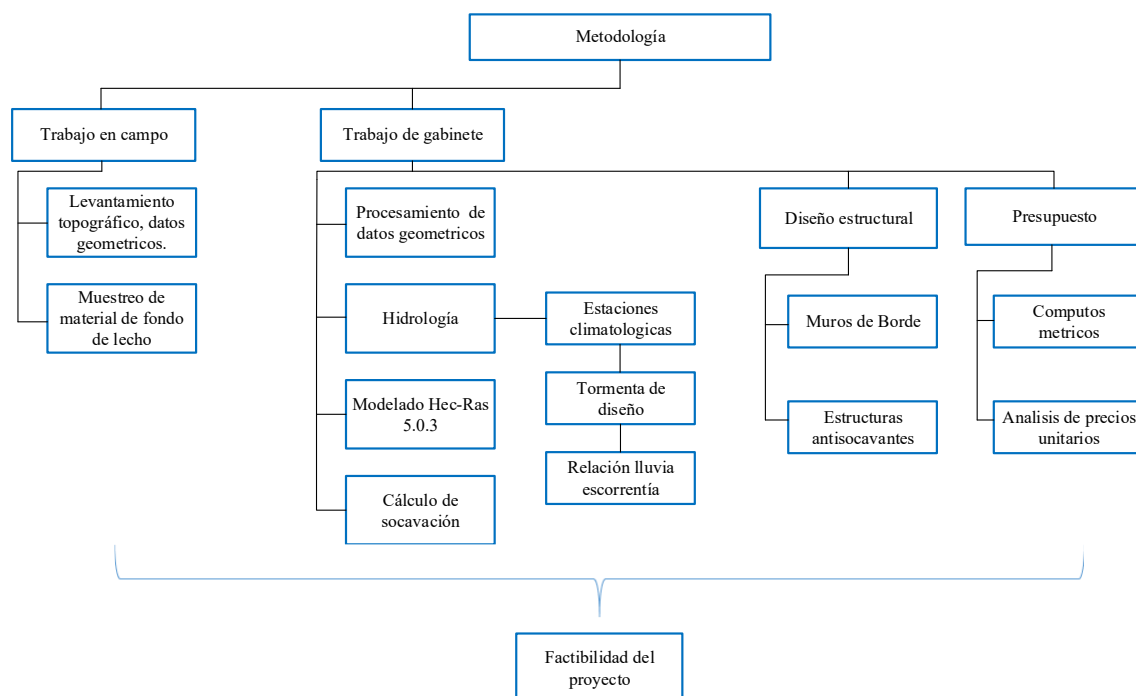 Metodología
Trabajo en campo
Trabajo de gabinete
Levantamiento
topográfico, datos
geometricos.
Muestreo de
material de fondo
de lecho
Procesamiento de
datos geometricos
Hidrología
Modelado Hec-Ras
5.0.3
Cálculo de
socavación
Estaciones
climatologicas
Tormenta de
diseño
Relación lluvia
escorrentía
Diseño estructural
Muros de Borde
Estructuras
antisocavantes
Presupuesto
Computos
metricos
Analisis de precios
unitarios
Factibilidad del
proyecto